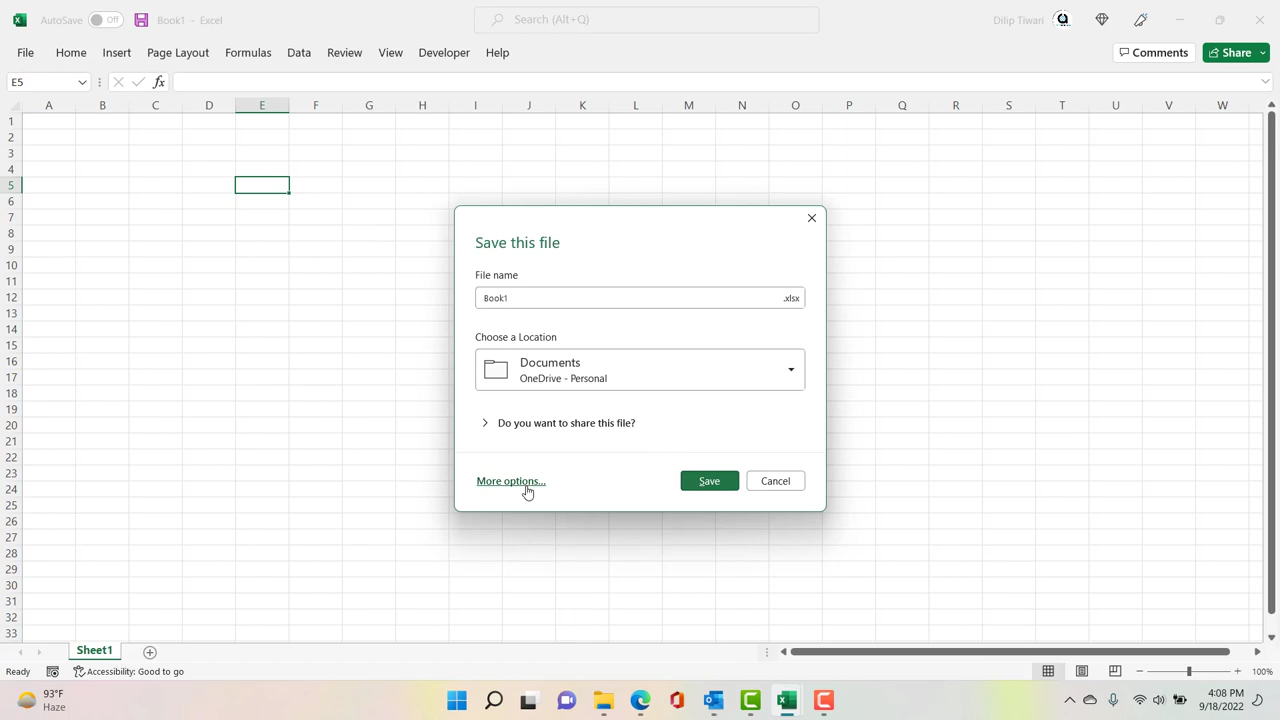 AutoSave Off Book1 - Excel Search (Alt+Q) Dilip Tiwari
File Home Insert Page Layout Formulas Data Review View Developer Help Comments Share
E5 fx
A B C D E F G H I J K L M N O P Q R S T U V W
1
2
3
4
5
6
7
8
9
10
11
12
13
14
15
16
17
18
19
20
21
22
23
24
25
26
27
28
29
30
31
32
33
Save this file
File name
Book1 .xlsx
Choose a Location
Documents
OneDrive - Personal
Do you want to share this file?
More options... Save Cancel
Sheet1
Ready Accessibility: Good to go 100%
93°F
Haze
4:08 PM
9/18/2022